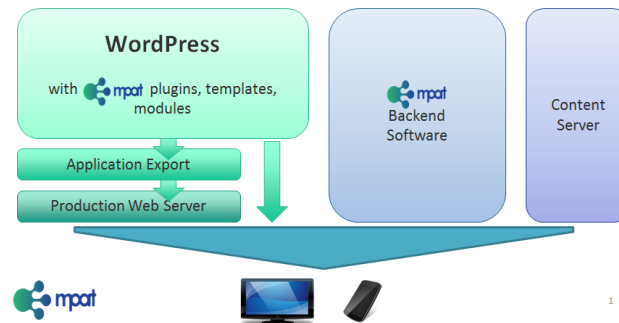 WordPress
with mpat plugins, templates,
modules
Application Export
Production Web Server
mpat
Backend
Software
Content
Server
mpat
1